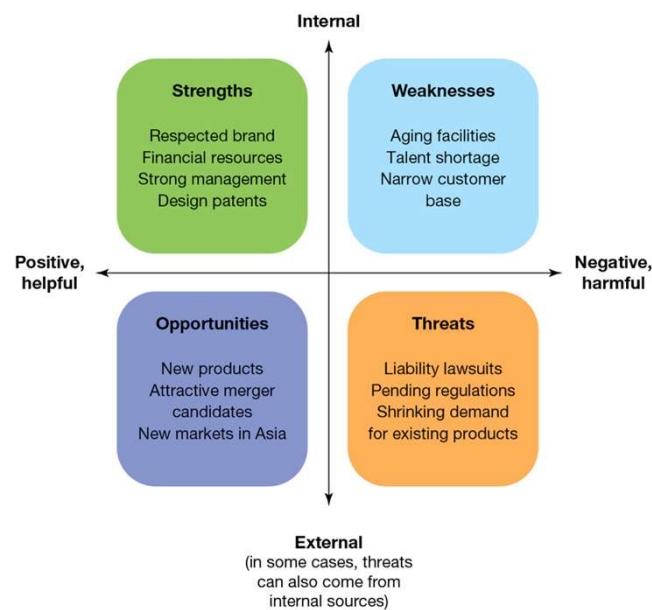 Internal
Strengths
Respected brand
Financial resources
Strong management
Design patents
Weaknesses
Aging facilities
Talent shortage
Narrow customer
base
Positive,
helpful
Negative,
harmful
Opportunities
New products
Attractive merger
candidates
New markets in Asia
Threats
Liability lawsuits
Pending regulations
Shrinking demand
for existing products
External
(in some cases, threats
can also come from
internal sources)